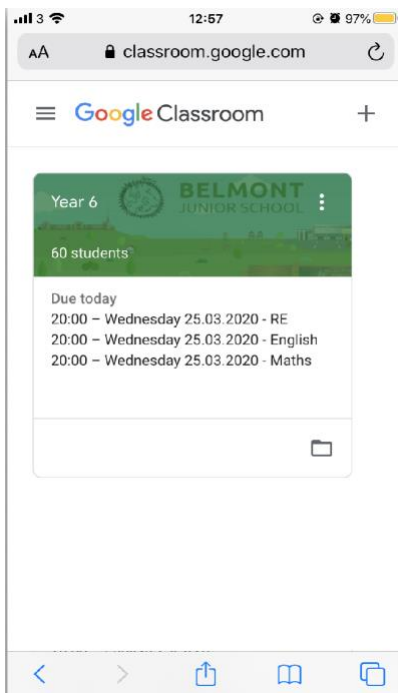 3 12:57 97%
AA classroom.google.com
Google Classroom
Year 6 BELMONT
JUNIOR SCHOOL
60 students
Due today
20:00 – Wednesday 25.03.2020 - RE
20:00 – Wednesday 25.03.2020 - English
20:00 – Wednesday 25.03.2020 - Maths